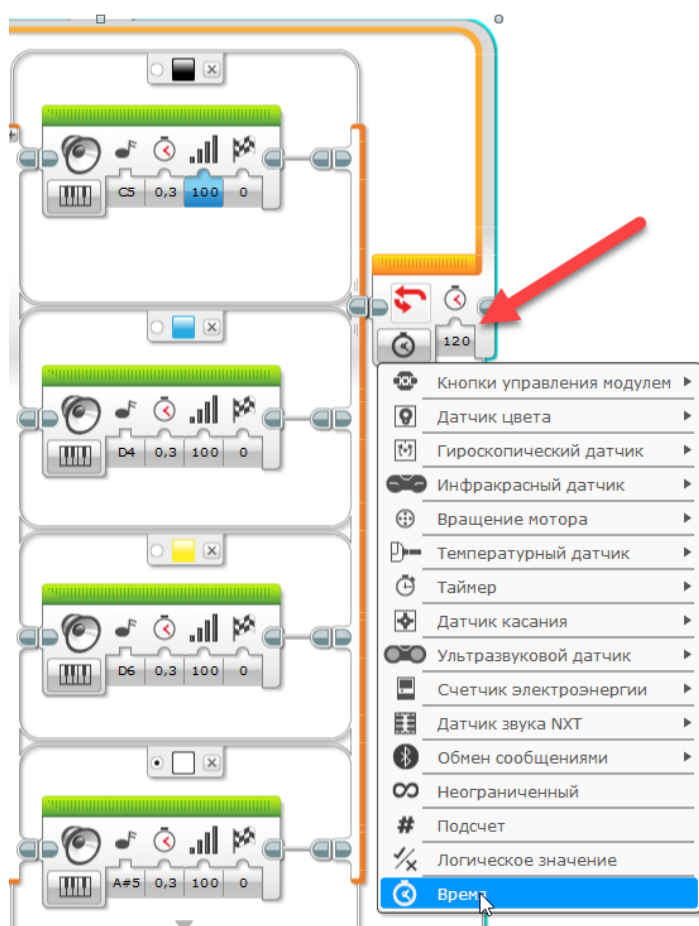 C5 0,3 100 0
120
D4 0,3 100 0
D6 0,3 100 0
A#5 0,3 100 0
Кнопки управления модулем
Датчик цвета
Гироскопический датчик
Инфракрасный датчик
Вращение мотора
Температурный датчик
Таймер
Датчик касания
Ультразвуковой датчик
Счетчик электроэнергии
Датчик звука NXT
Обмен сообщениями
Неограниченный
Подсчет
Логическое значение
Время